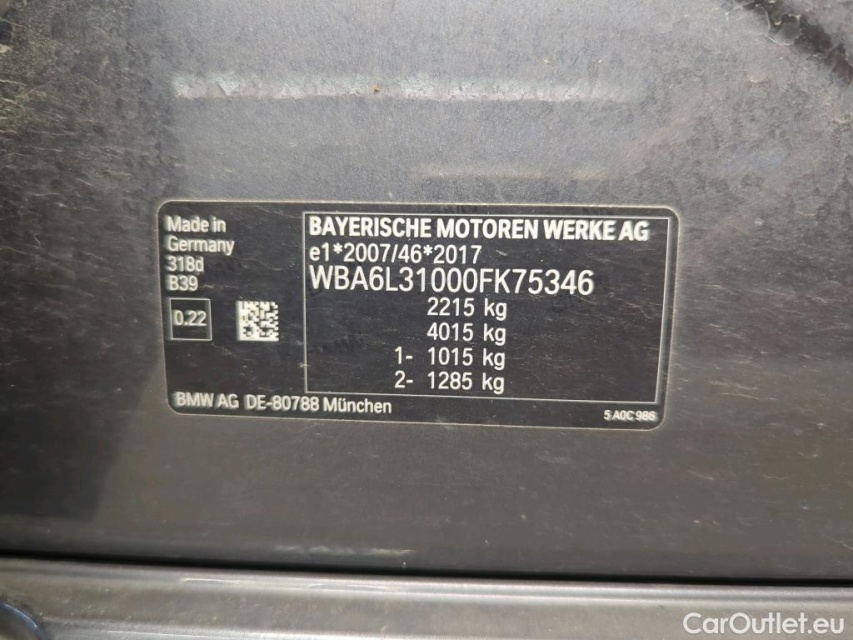 Made in
Germany
318d
B39
0.22
BAYERISCHE MOTOREN WERKE AG
e1*2007/46*2017
WBA6L31000FK75346
2215 kg
4015 kg
1- 1015 kg
2- 1285 kg
BMW AG DE-80788 München
5 A0C 986
CarOutlet.eu